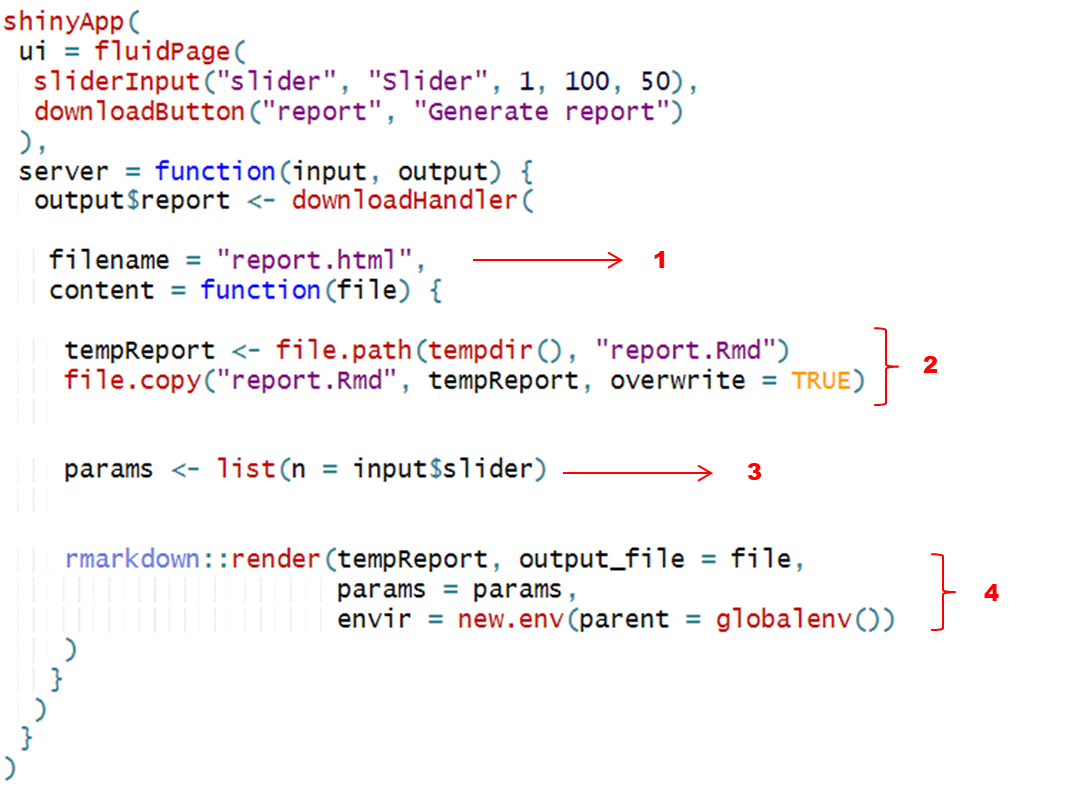 shinyApp(
ui = fluidPage(
sliderInput("slider", "Slider", 1, 100, 50),
downloadButton("report", "Generate report")
),
server = function(input, output) {
output$report <- downloadHandler(
filename = "report.html", 1
content = function(file) {
tempReport <- file.path(tempdir(), "report.Rmd")
2
file.copy("report.Rmd", tempReport, overwrite = TRUE)
params <- list(n = input$slider) 3
rmarkdown::render(tempReport, output_file = file,
params = params, 4
envir = new.env(parent = globalenv())
)
}
)
}
)